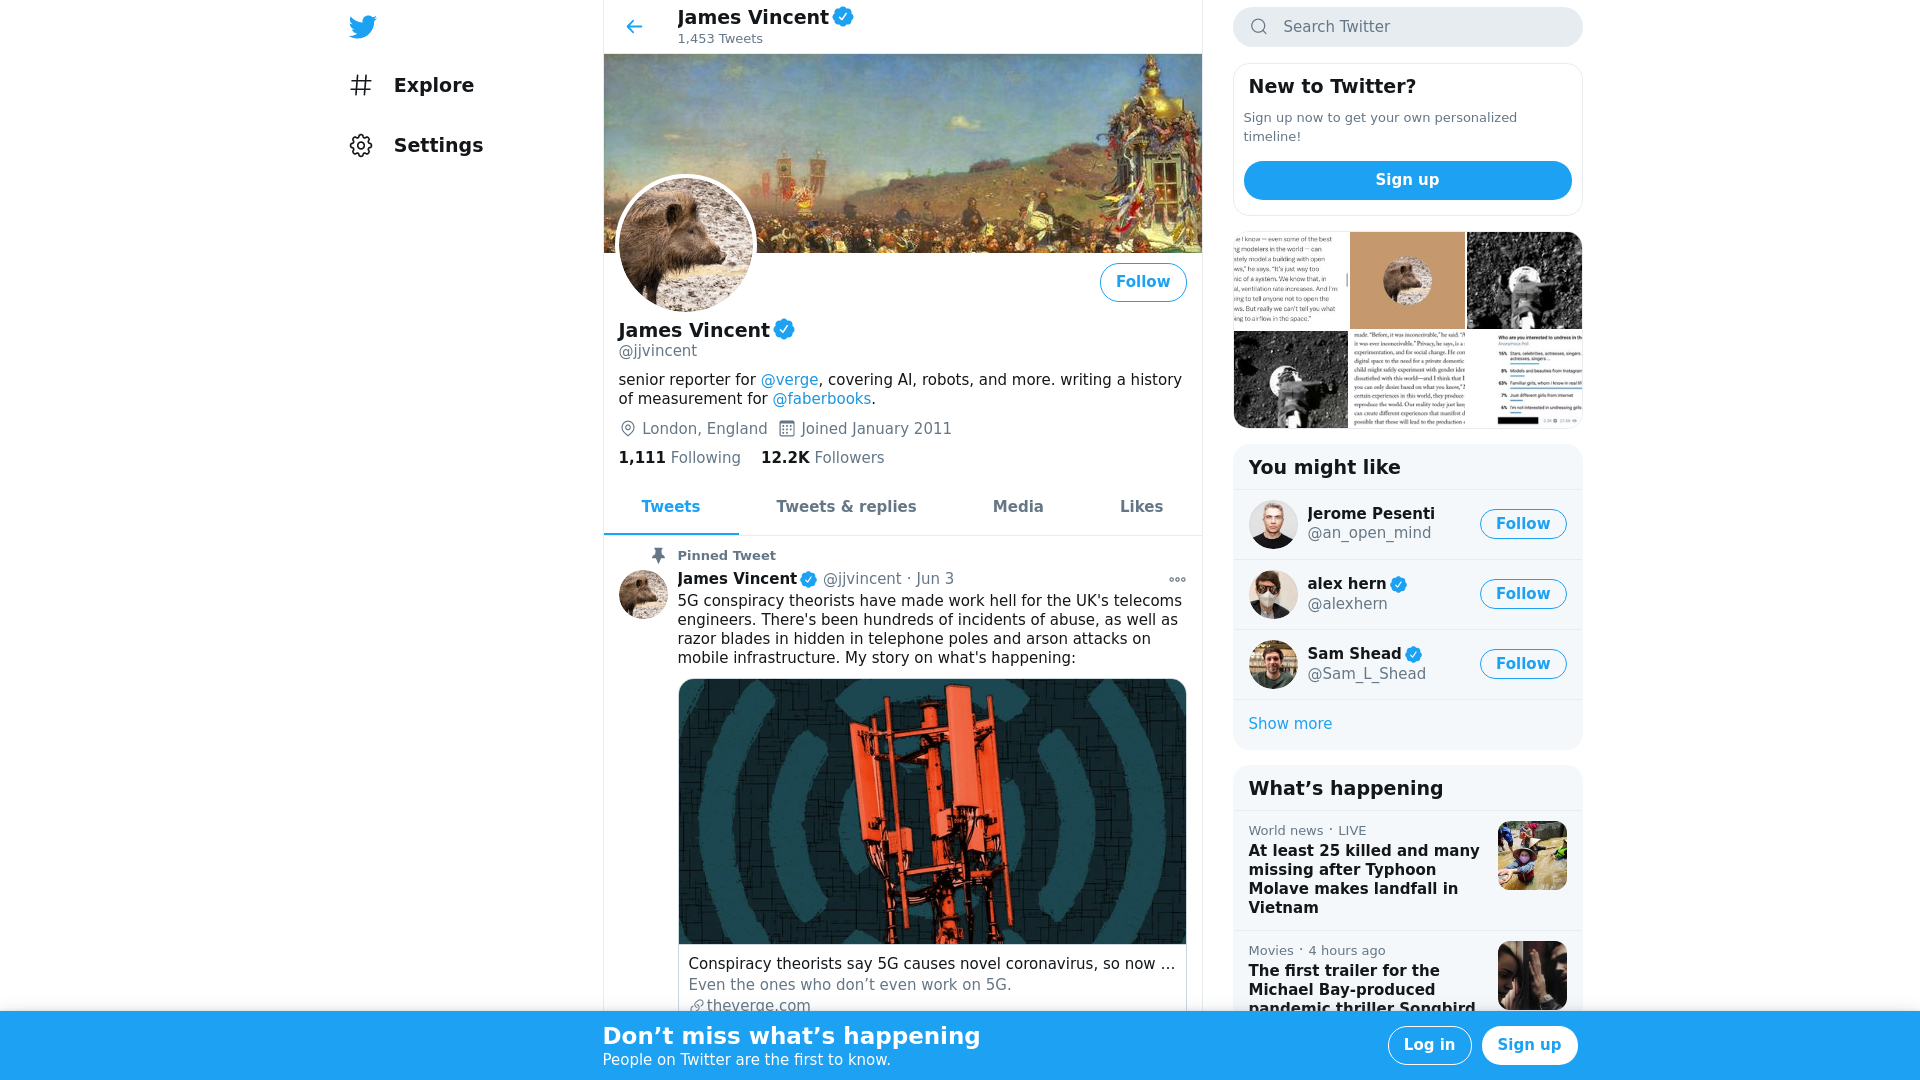 James Vincent
1,453 Tweets
Explore
Settings
Follow
James Vincent
@jjvincent
senior reporter for @verge, covering AI, robots, and more. writing a history
of measurement for @faberbooks.
London, England Joined January 2011
1,111 Following 12.2K Followers
Tweets Tweets & replies Media Likes
Pinned Tweet
James Vincent @jjvincent · Jun 3
5G conspiracy theorists have made work hell for the UK's telecoms
engineers. There's been hundreds of incidents of abuse, as well as
razor blades in hidden in telephone poles and arson attacks on
mobile infrastructure. My story on what's happening:
Conspiracy theorists say 5G causes novel coronavirus, so now …
Even the ones who don’t even work on 5G.
theverge.com
Search Twitter
New to Twitter?
Sign up now to get your own personalized
timeline!
Sign up
You might like
Jerome Pesenti
@an_open_mind
Follow
alex hern
@alexhern
Follow
Sam Shead
@Sam_L_Shead
Follow
Show more
What’s happening
World news · LIVE
At least 25 killed and many
missing after Typhoon
Molave makes landfall in
Vietnam
Movies · 4 hours ago
The first trailer for the
Michael Bay-produced
pandemic thriller Songbird
Don’t miss what’s happening
People on Twitter are the first to know.
Log in
Sign up